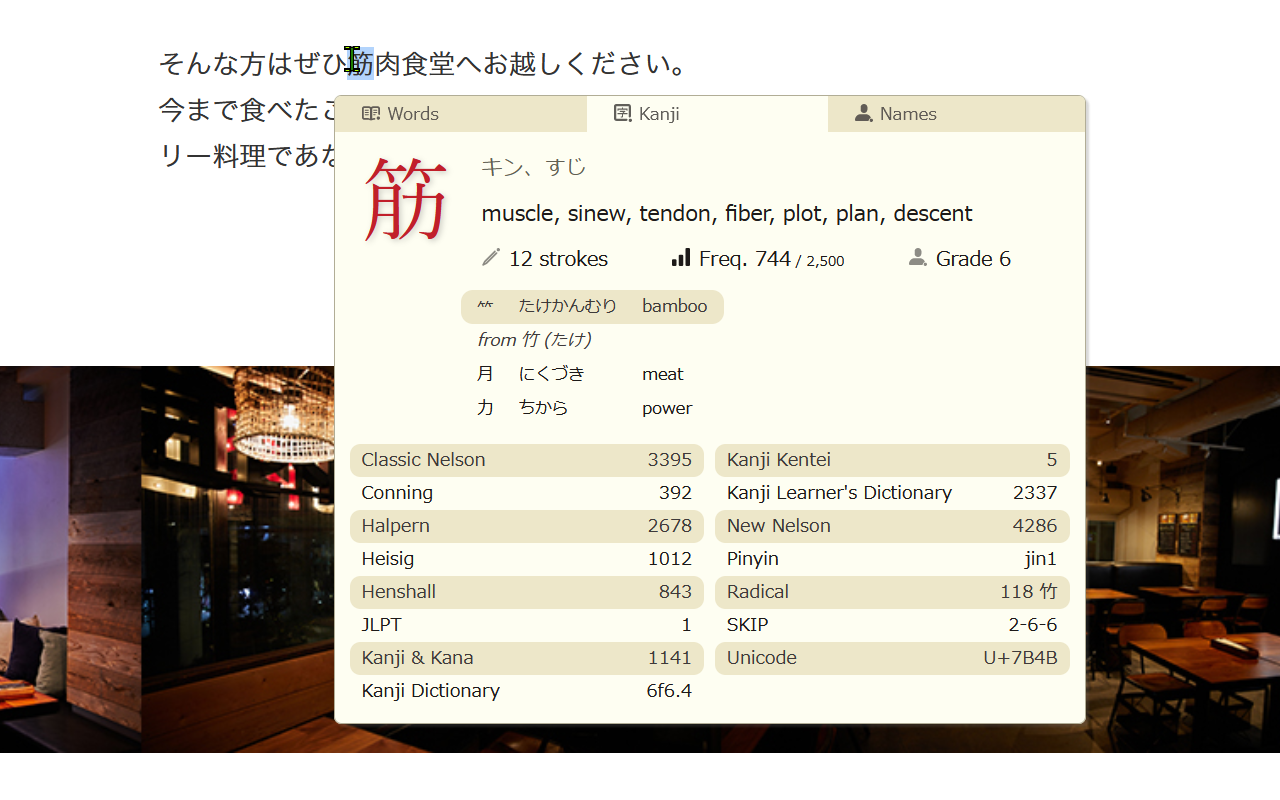 そんな方はぜひ筋肉食堂へお越しください。
今まで食べたこ
リー料理であな
Words
Kanji
Names
筋
キン、すじ
muscle, sinew, tendon, fiber, plot, plan, descent
12 strokes
Freq. 744 / 2,500
Grade 6
⺮ たけかんむり bamboo
from 竹 (たけ)
月 にくづき meat
力 ちから power
Classic Nelson 3395
Conning 392
Halpern 2678
Heisig 1012
Henshall 843
JLPT 1
Kanji & Kana 1141
Kanji Dictionary 6f6.4
Kanji Kentei 5
Kanji Learner's Dictionary 2337
New Nelson 4286
Pinyin jin1
Radical 118 竹
SKIP 2-6-6
Unicode U+7B4B